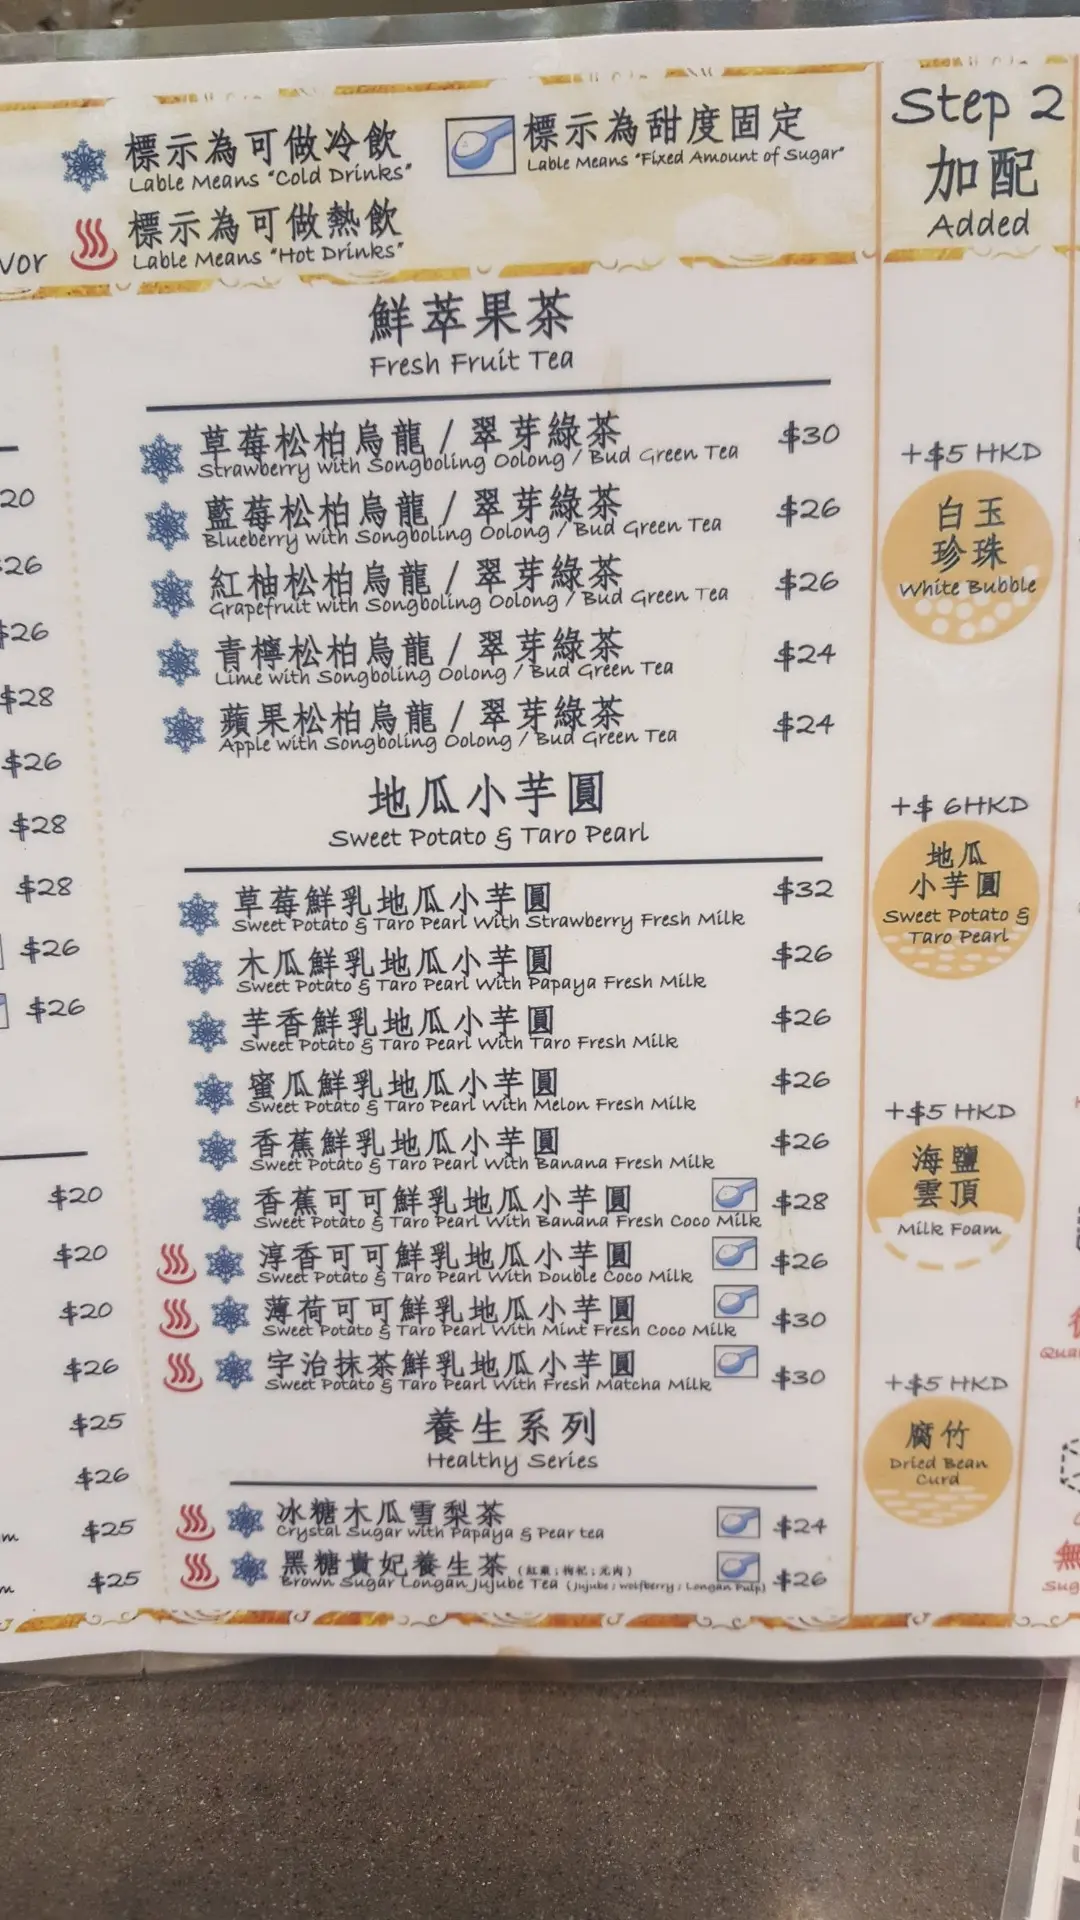 標示為可做冷飲
Lable Means "Cold Drinks"
標示為甜度固定
Lable Means "Fixed Amount of Sugar"
標示為可做熱飲
Lable Means "Hot Drinks"
鮮萃果茶
Fresh Fruit Tea
草莓松柏烏龍 / 翠芽綠茶 $30
Strawberry with Songboling Oolong / Bud Green Tea
藍莓松柏烏龍 / 翠芽綠茶 $26
Blueberry with Songboling Oolong / Bud Green Tea
紅柚松柏烏龍 / 翠芽綠茶 $26
Grapefruit with Songboling Oolong / Bud Green Tea
青檸松柏烏龍 / 翠芽綠茶 $24
Lime with Songboling Oolong / Bud Green Tea
蘋果松柏烏龍 / 翠芽綠茶 $24
Apple with Songboling Oolong / Bud Green Tea
地瓜小芋圓
Sweet Potato & Taro Pearl
草莓鮮乳地瓜小芋圓 $32
Sweet Potato & Taro Pearl With Strawberry Fresh Milk
木瓜鮮乳地瓜小芋圓 $26
Sweet Potato & Taro Pearl With Papaya Fresh Milk
芋香鮮乳地瓜小芋圓 $26
Sweet Potato & Taro Pearl With Taro Fresh Milk
蜜瓜鮮乳地瓜小芋圓 $26
Sweet Potato & Taro Pearl With Melon Fresh Milk
香蕉鮮乳地瓜小芋圓 $26
Sweet Potato & Taro Pearl With Banana Fresh Milk
香蕉可可鮮乳地瓜小芋圓 $28
Sweet Potato & Taro Pearl With Banana Fresh Coco Milk
淳香可可鮮乳地瓜小芋圓 $26
Sweet Potato & Taro Pearl With Double Coco Milk
薄荷可可鮮乳地瓜小芋圓 $30
Sweet Potato & Taro Pearl With Mint Fresh Coco Milk
宇治抹茶鮮乳地瓜小芋圓 $30
Sweet Potato & Taro Pearl With Fresh Matcha Milk
養生系列
Healthy Series
冰糖木瓜雪梨茶 $24
Crystal Sugar with Papaya & Pear tea
黑糖貴妃養生茶 (紅棗;枸杞;元肉) $26
Brown Sugar Longan Jujube Tea (Jujube; wolfberry; Longan Pulp)
Step 2
加配
Added
+$5 HKD
白玉
珍珠
White Bubble
+$ 6HKD
地瓜
小芋圓
Sweet Potato &
Taro Pearl
+$5 HKD
海鹽
雲頂
Milk Foam
+$5 HKD
腐竹
Dried Bean
Curd
$26
$28
$26
$28
$28
$26
$26
$20
$20
$20
$26
$25
$26
$25
$25